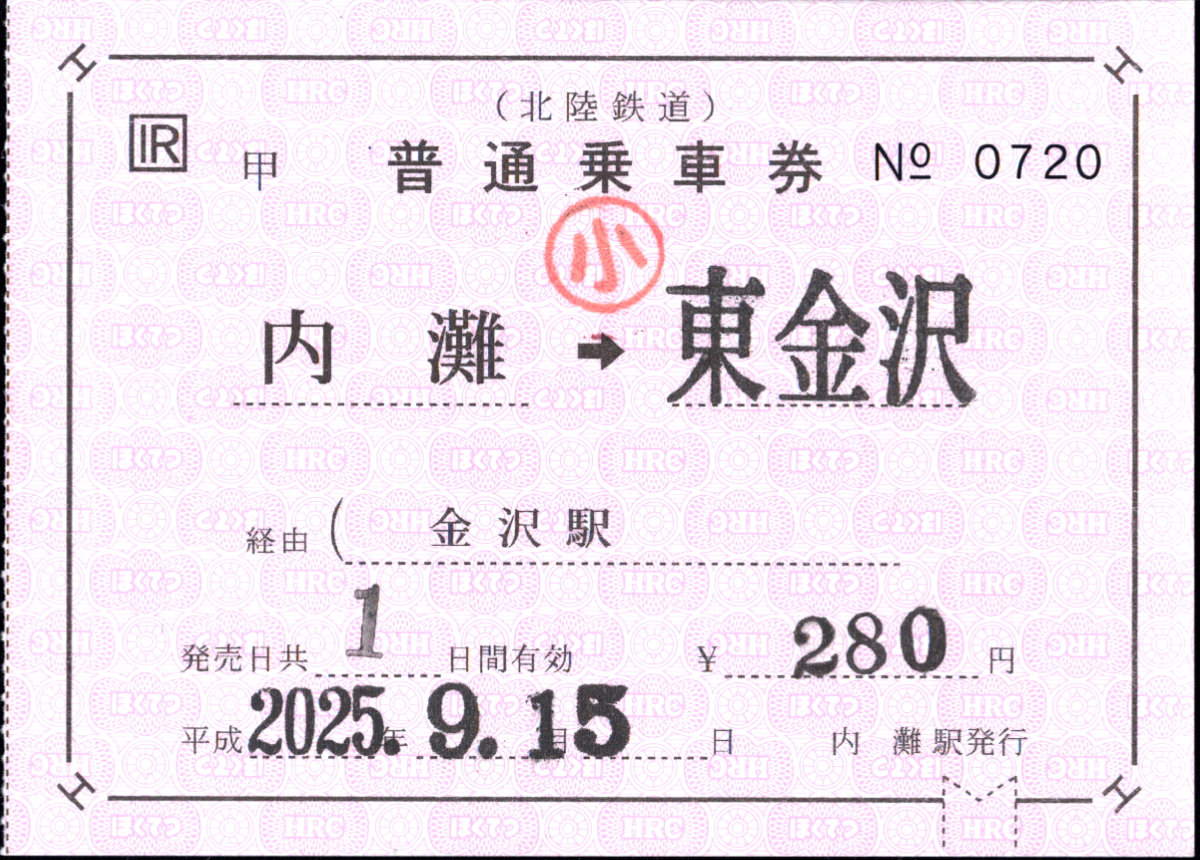 （北陸鉄道）
IR 甲 普通乗車券 № 0720
小
内灘 → 東金沢
経由 ( 金沢駅
発売日共 1 日間有効 ¥ 280 円
平成 2025.年 9.月15 日 内灘駅発行